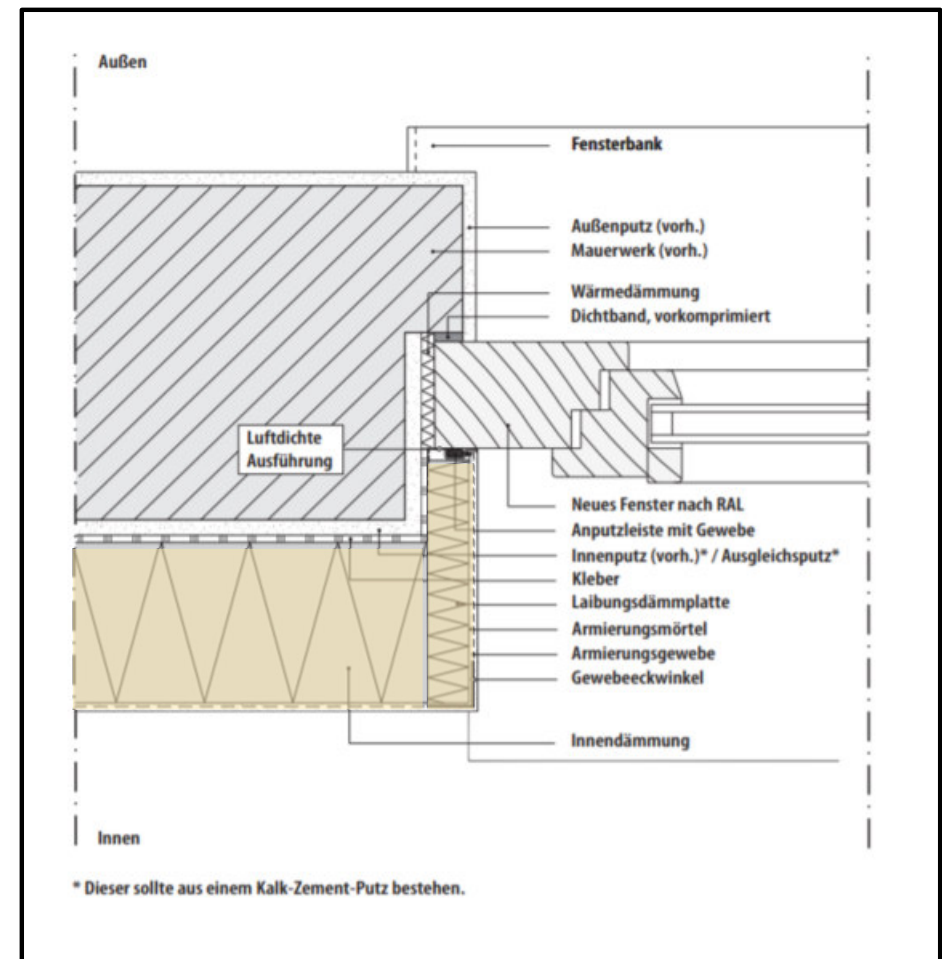 Außen
Fensterbank
Außenputz (vorh.)
Mauerwerk (vorh.)
Wärmedämmung
Dichtband, vorkomprimiert
Luftdichte
Ausführung
Neues Fenster nach RAL
Anputzleiste mit Gewebe
Innenputz (vorh.)* / Ausgleichsputz*
Kleber
Laibungsdämmplatte
Armierungsmörtel
Armierungsgewebe
Gewebeeckwinkel
Innendämmung
Innen
* Dieser sollte aus einem Kalk-Zement-Putz bestehen.